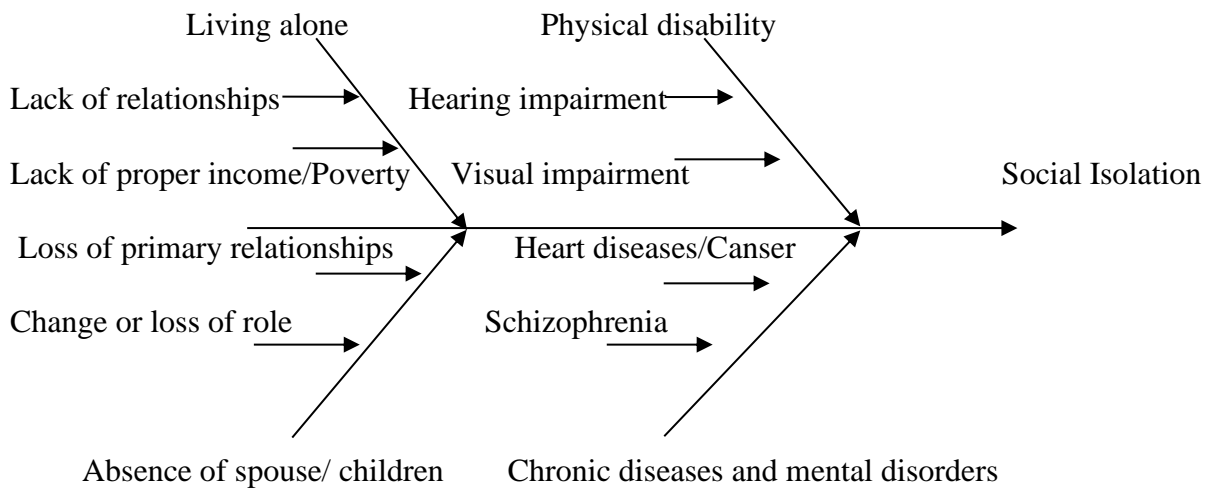 Living alone
Physical disability
Lack of relationships
Hearing impairment
Lack of proper income/Poverty
Visual impairment
Social Isolation
Loss of primary relationships
Heart diseases/Canser
Change or loss of role
Schizophrenia
Absence of spouse/ children
Chronic diseases and mental disorders